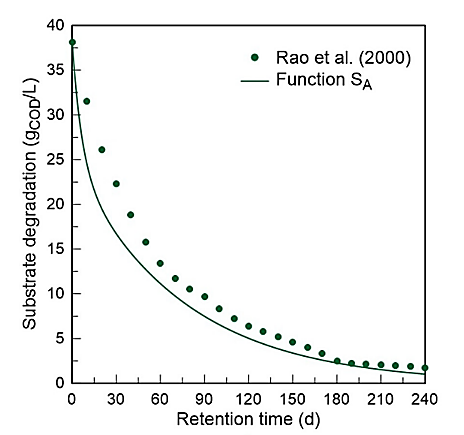 40
35
30
25
20
15
10
5
0
Substrate degradation (gCOD/L)
Rao et al. (2000)
Function SA
0 30 60 90 120 150 180 210 240
Retention time (d)